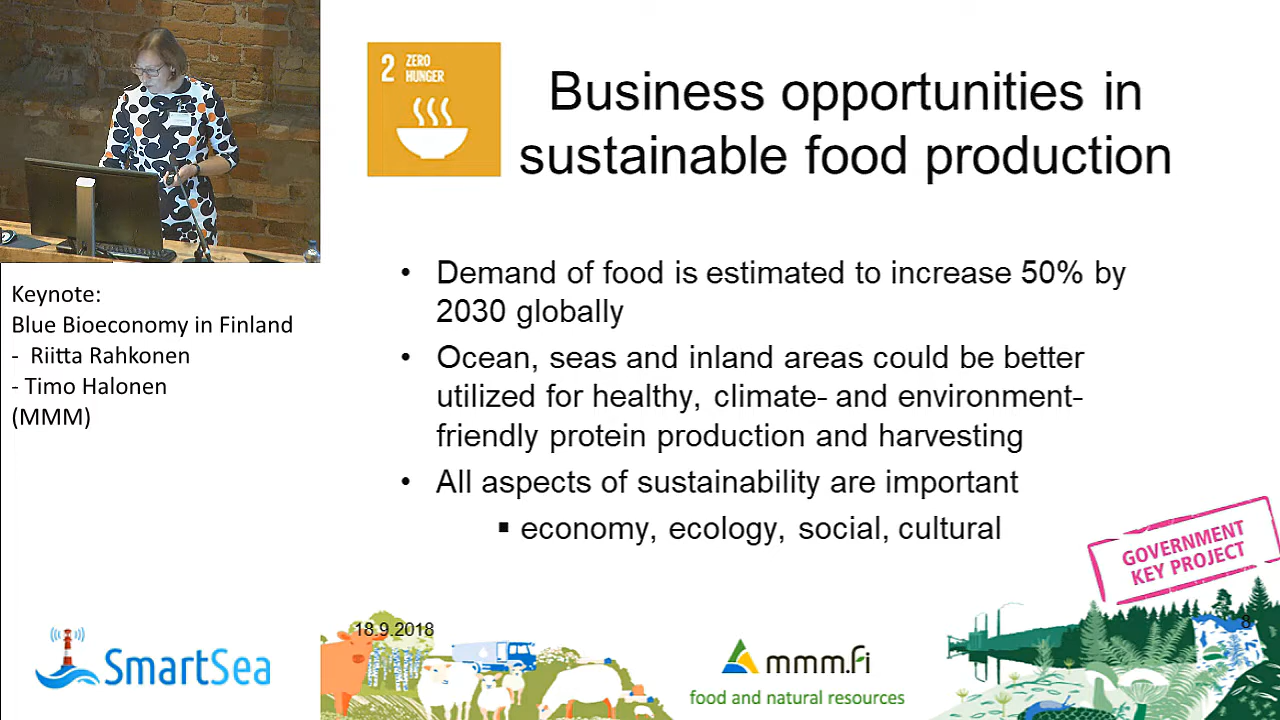 Keynote:
Blue Bioeconomy in Finland
- Riitta Rahkonen
- Timo Halonen
(MMM)
SmartSea
2 ZERO
HUNGER
Business opportunities in
sustainable food production
• Demand of food is estimated to increase 50% by
2030 globally
• Ocean, seas and inland areas could be better
utilized for healthy, climate- and environment-
friendly protein production and harvesting
• All aspects of sustainability are important
▪ economy, ecology, social, cultural
GOVERNMENT
KEY PROJECT
18.9.2018
8
mmm.fi
food and natural resources